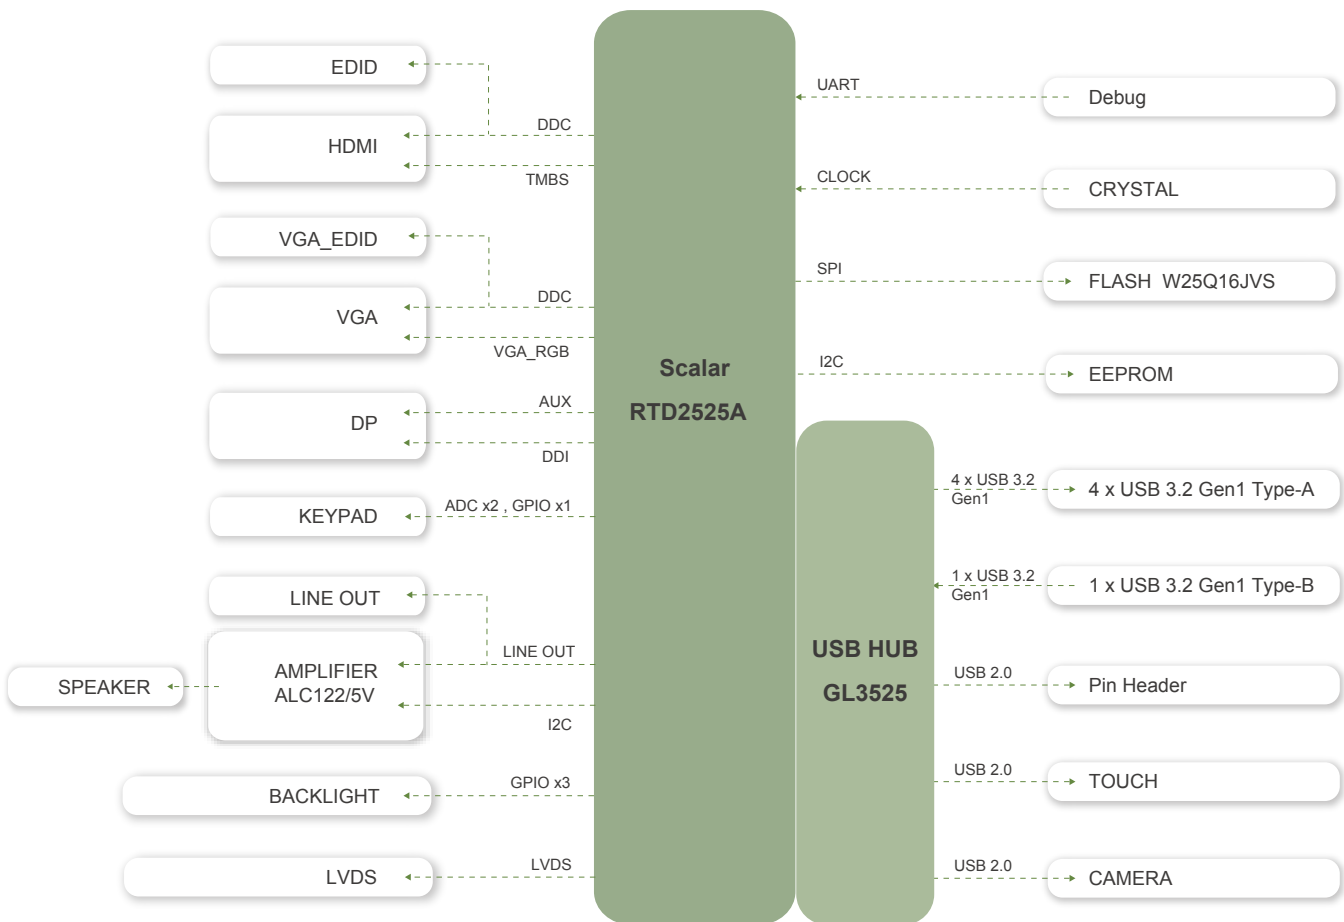 EDID
DDC
HDMI
TMBS
VGA_EDID
DDC
VGA
VGA_RGB
AUX
DP
DDI
ADC x2 , GPIO x1
KEYPAD
LINE OUT
LINE OUT
AMPLIFIER
ALC122/5V
SPEAKER
I2C
GPIO x3
BACKLIGHT
LVDS
LVDS
Scalar
RTD2525A
UART
Debug
CLOCK
CRYSTAL
SPI
FLASH W25Q16JVS
I2C
EEPROM
USB HUB
GL3525
4 x USB 3.2
Gen1
4 x USB 3.2 Gen1 Type-A
1 x USB 3.2
Gen1
1 x USB 3.2 Gen1 Type-B
USB 2.0
Pin Header
USB 2.0
TOUCH
USB 2.0
CAMERA